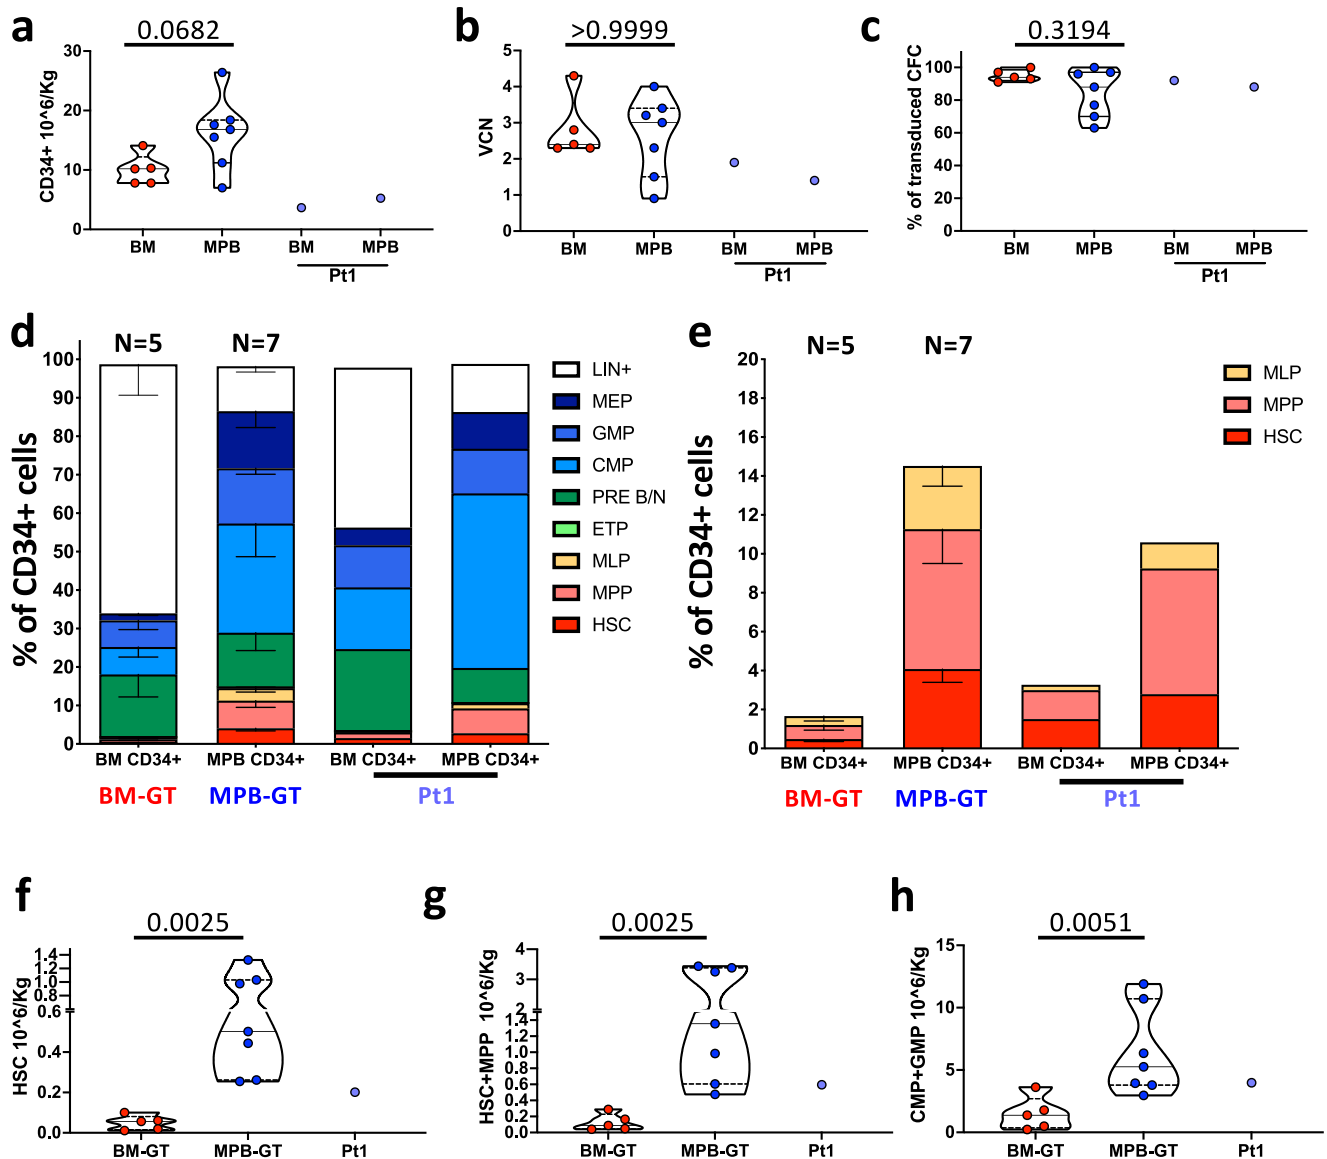 a
0.0682
CD34+ 10^6/Kg
30
20
10
0
BM
MPB
BM
MPB
Pt1
b
>0.9999
VCN
5
4
3
2
1
0
BM
MPB
BM
MPB
Pt1
c
0.3194
% of transduced CFC
100
80
60
40
20
0
BM
MPB
BM
MPB
Pt1
d
N=5
N=7
% of CD34+ cells
100
90
80
70
60
50
40
30
20
10
0
BM CD34+
MPB CD34+
BM CD34+
MPB CD34+
BM-GT
MPB-GT
Pt1
LIN+
MEP
GMP
CMP
PRE B/N
ETP
MLP
MPP
HSC
e
N=5
N=7
% of CD34+ cells
20
18
16
14
12
10
8
6
4
2
0
BM CD34+
MPB CD34+
BM CD34+
MPB CD34+
BM-GT
MPB-GT
Pt1
MLP
MPP
HSC
f
0.0025
HSC 10^6/Kg
1.4
1.2
1.0
0.8
0.6
0.4
0.2
0.0
BM-GT
MPB-GT
Pt1
g
0.0025
HSC+MPP 10^6/Kg
4
3
2
1.4
1.2
1.0
0.8
0.6
0.4
0.2
0.0
BM-GT
MPB-GT
Pt1
h
0.0051
CMP+GMP 10^6/Kg
15
10
5
0
BM-GT
MPB-GT
Pt1